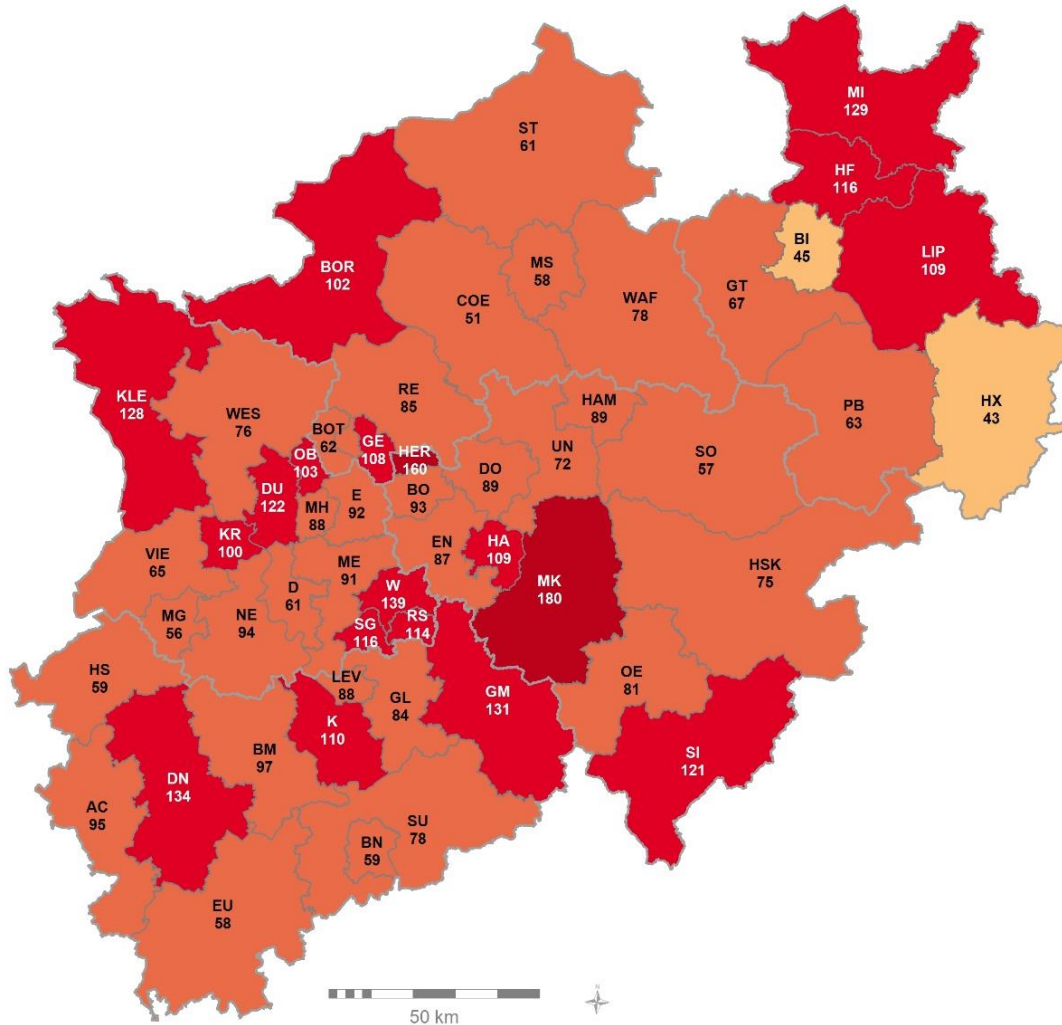 MI
129
ST
61
HF
116
BI
45
LIP
109
BOR
102
MS
58
COE
51
WAF
78
GT
67
KLE
128
WES
76
RE
85
HAM
89
PB
63
HX
43
BOT
62
GE
108
HER
160
OB
103
UN
72
SO
57
DO
89
DU
122
E
92
BO
93
MH
88
KR
100
EN
87
HA
109
VIE
65
ME
91
HSK
75
MK
180
D
61
W
139
MG
56
NE
94
SG
116
RS
114
HS
59
LEV
88
GL
84
OE
81
GM
131
K
110
BM
97
SI
121
DN
134
AC
95
SU
78
BN
59
EU
58
N
50 km